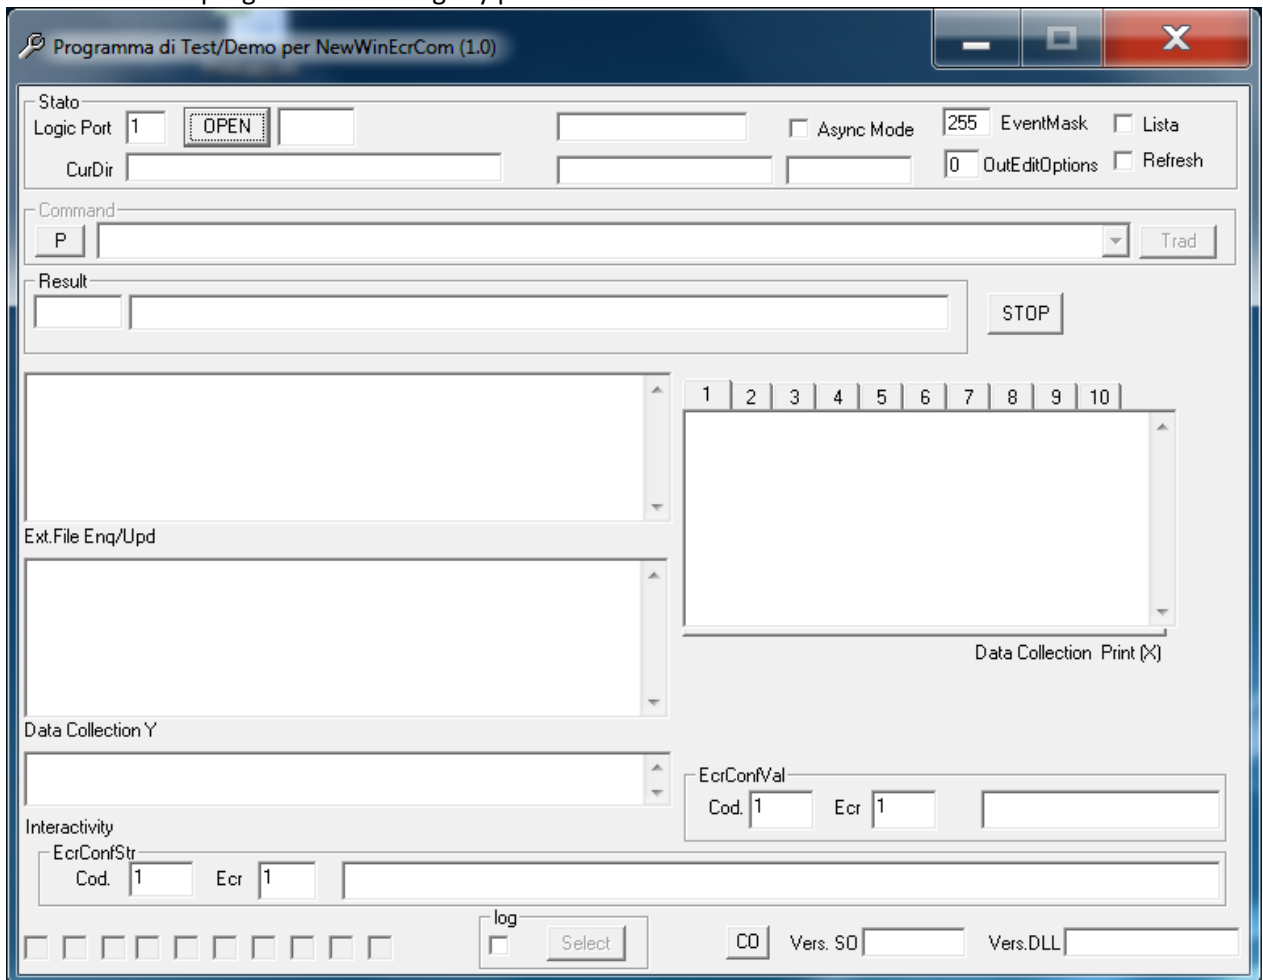 Programma di Test/Demo per NewWinEcrCom (1.0)
Stato
Logic Port 1 OPEN Async Mode 255 EventMask Lista
CurDir 0 OutEditOptions Refresh
Command
P Trad
Result
STOP
1 2 3 4 5 6 7 8 9 10
Ext.File Enq/Upd
Data Collection Print (X)
Data Collection Y
EcrConfVal
Cod. 1 Ecr 1
Interactivity
EcrConfStr
Cod. 1 Ecr 1
log
Select CO Vers. SO Vers.DLL